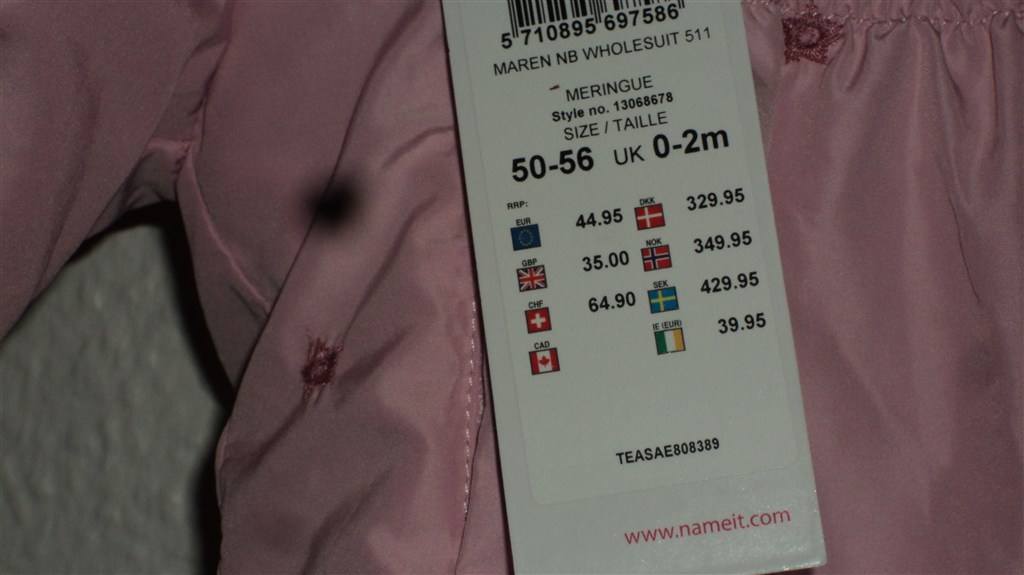 5 710895 697586
MAREN NB WHOLESUIT 511
MERINGUE
Style no. 13068678
SIZE / TAILLE
50-56 UK 0-2m
RRP:
EUR 44.95 DKK 329.95
GBP 35.00 NOK 349.95
CHF 64.90 SEK 429.95
CAD IE (EUR) 39.95
TEASAE808389
www.nameit.com